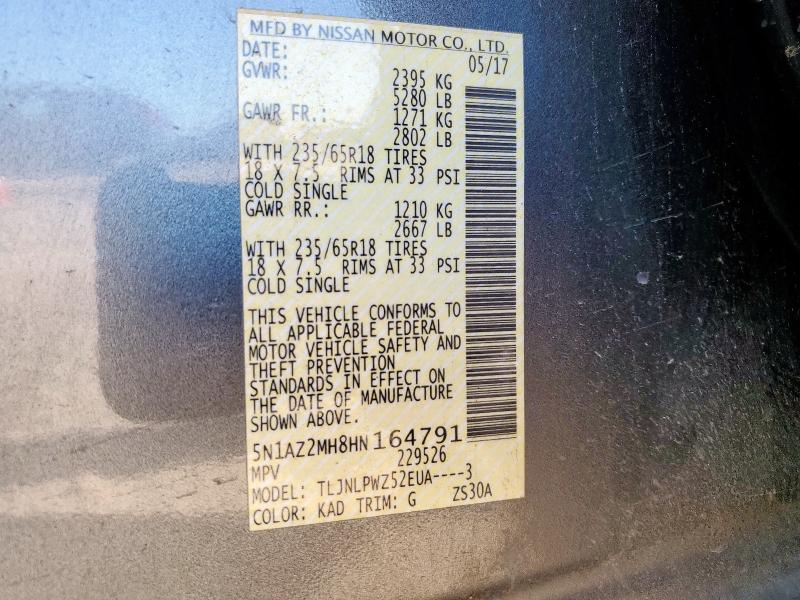 MFD BY NISSAN MOTOR CO., LTD.
DATE: 05/17
GVWR: 2395 KG
5280 LB
GAWR FR.: 1271 KG
2802 LB
WITH 235/65R18 TIRES
18 X 7.5 RIMS AT 33 PSI
COLD SINGLE
GAWR RR.: 1210 KG
2667 LB
WITH 235/65R18 TIRES
18 X 7.5 RIMS AT 33 PSI
COLD SINGLE
THIS VEHICLE CONFORMS TO
ALL APPLICABLE FEDERAL
MOTOR VEHICLE SAFETY AND
THEFT PREVENTION
STANDARDS IN EFFECT ON
THE DATE OF MANUFACTURE
SHOWN ABOVE.
5N1AZ2MH8HN164791
MPV 229526
MODEL: TLJNLPWZ52EUA----3
COLOR: KAD TRIM: G ZS30A